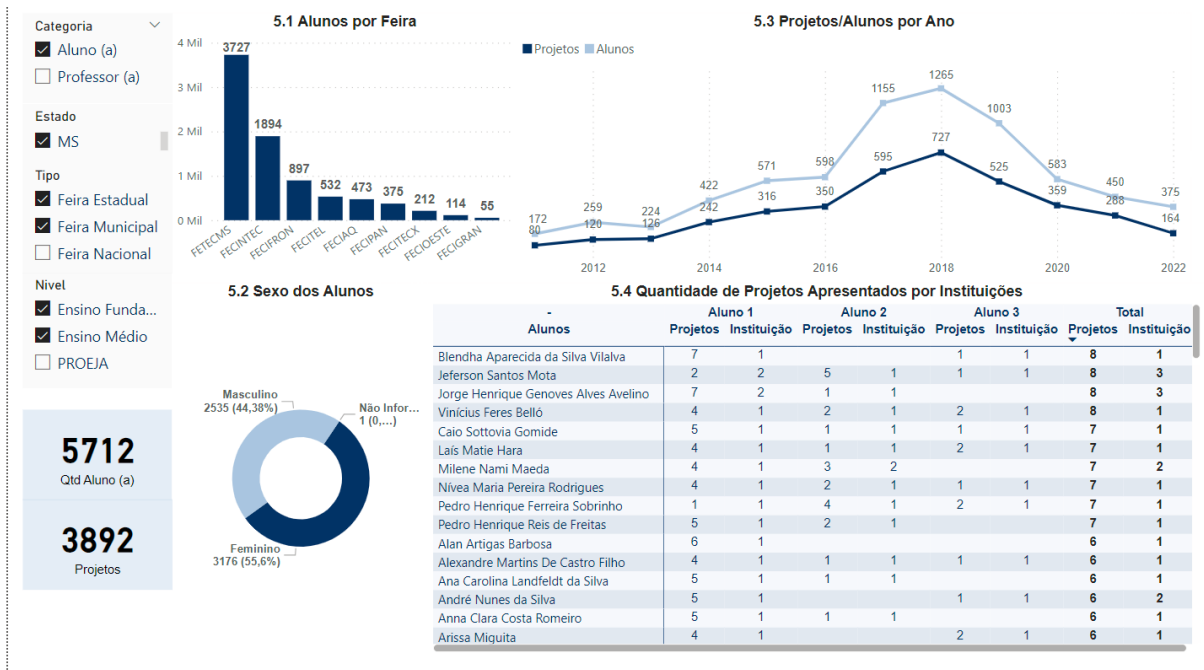 Categoria
Aluno (a)
Professor (a)
Estado
MS
Tipo
Feira Estadual
Feira Municipal
Feira Nacional
Nivel
Ensino Funda...
Ensino Médio
PROEJA
5712
Qtd Aluno (a)
3892
Projetos
5.1 Alunos por Feira
4 Mil
3 Mil
2 Mil
1 Mil
0 Mil
3727
1894
897
532
473
375
212
114
55
FETECMS
FECINTEC
FECIFRON
FECITEL
FECIAQ
FECIPAN
FECITECX
FECIOESTE
FECIGRAN
5.3 Projetos/Alunos por Ano
Projetos Alunos
172
259
224
422
571
598
1155
1265
1003
583
450
375
80
120
126
242
316
350
595
727
525
359
288
164
2012 2014 2016 2018 2020 2022
5.2 Sexo dos Alunos
Masculino
2535 (44,38%)
Não Infor...
1 (0,...)
Feminino
3176 (55,6%)
5.4 Quantidade de Projetos Apresentados por Instituições
- Aluno 1 Aluno 2 Aluno 3 Total
Alunos Projetos Instituição Projetos Instituição Projetos Instituição Projetos Instituição
Blendha Aparecida da Silva Vilalva 7 1 1 1 8 1
Jeferson Santos Mota 2 2 5 1 1 1 8 3
Jorge Henrique Genoves Alves Avelino 7 2 1 1 8 3
Vinícius Feres Belló 4 1 2 1 2 1 8 1
Caio Sottovia Gomide 5 1 1 1 1 1 7 1
Laís Matie Hara 4 1 1 1 2 1 7 1
Milene Nami Maeda 4 1 3 2 7 2
Nívea Maria Pereira Rodrigues 4 1 2 1 1 1 7 1
Pedro Henrique Ferreira Sobrinho 1 1 4 1 2 1 7 1
Pedro Henrique Reis de Freitas 5 1 2 1 7 1
Alan Artigas Barbosa 6 1 6 1
Alexandre Martins De Castro Filho 4 1 1 1 1 1 6 1
Ana Carolina Landfeldt da Silva 5 1 1 1 6 1
André Nunes da Silva 5 1 1 1 6 2
Anna Clara Costa Romeiro 5 1 1 1 6 1
Arissa Miguita 4 1 2 1 6 1